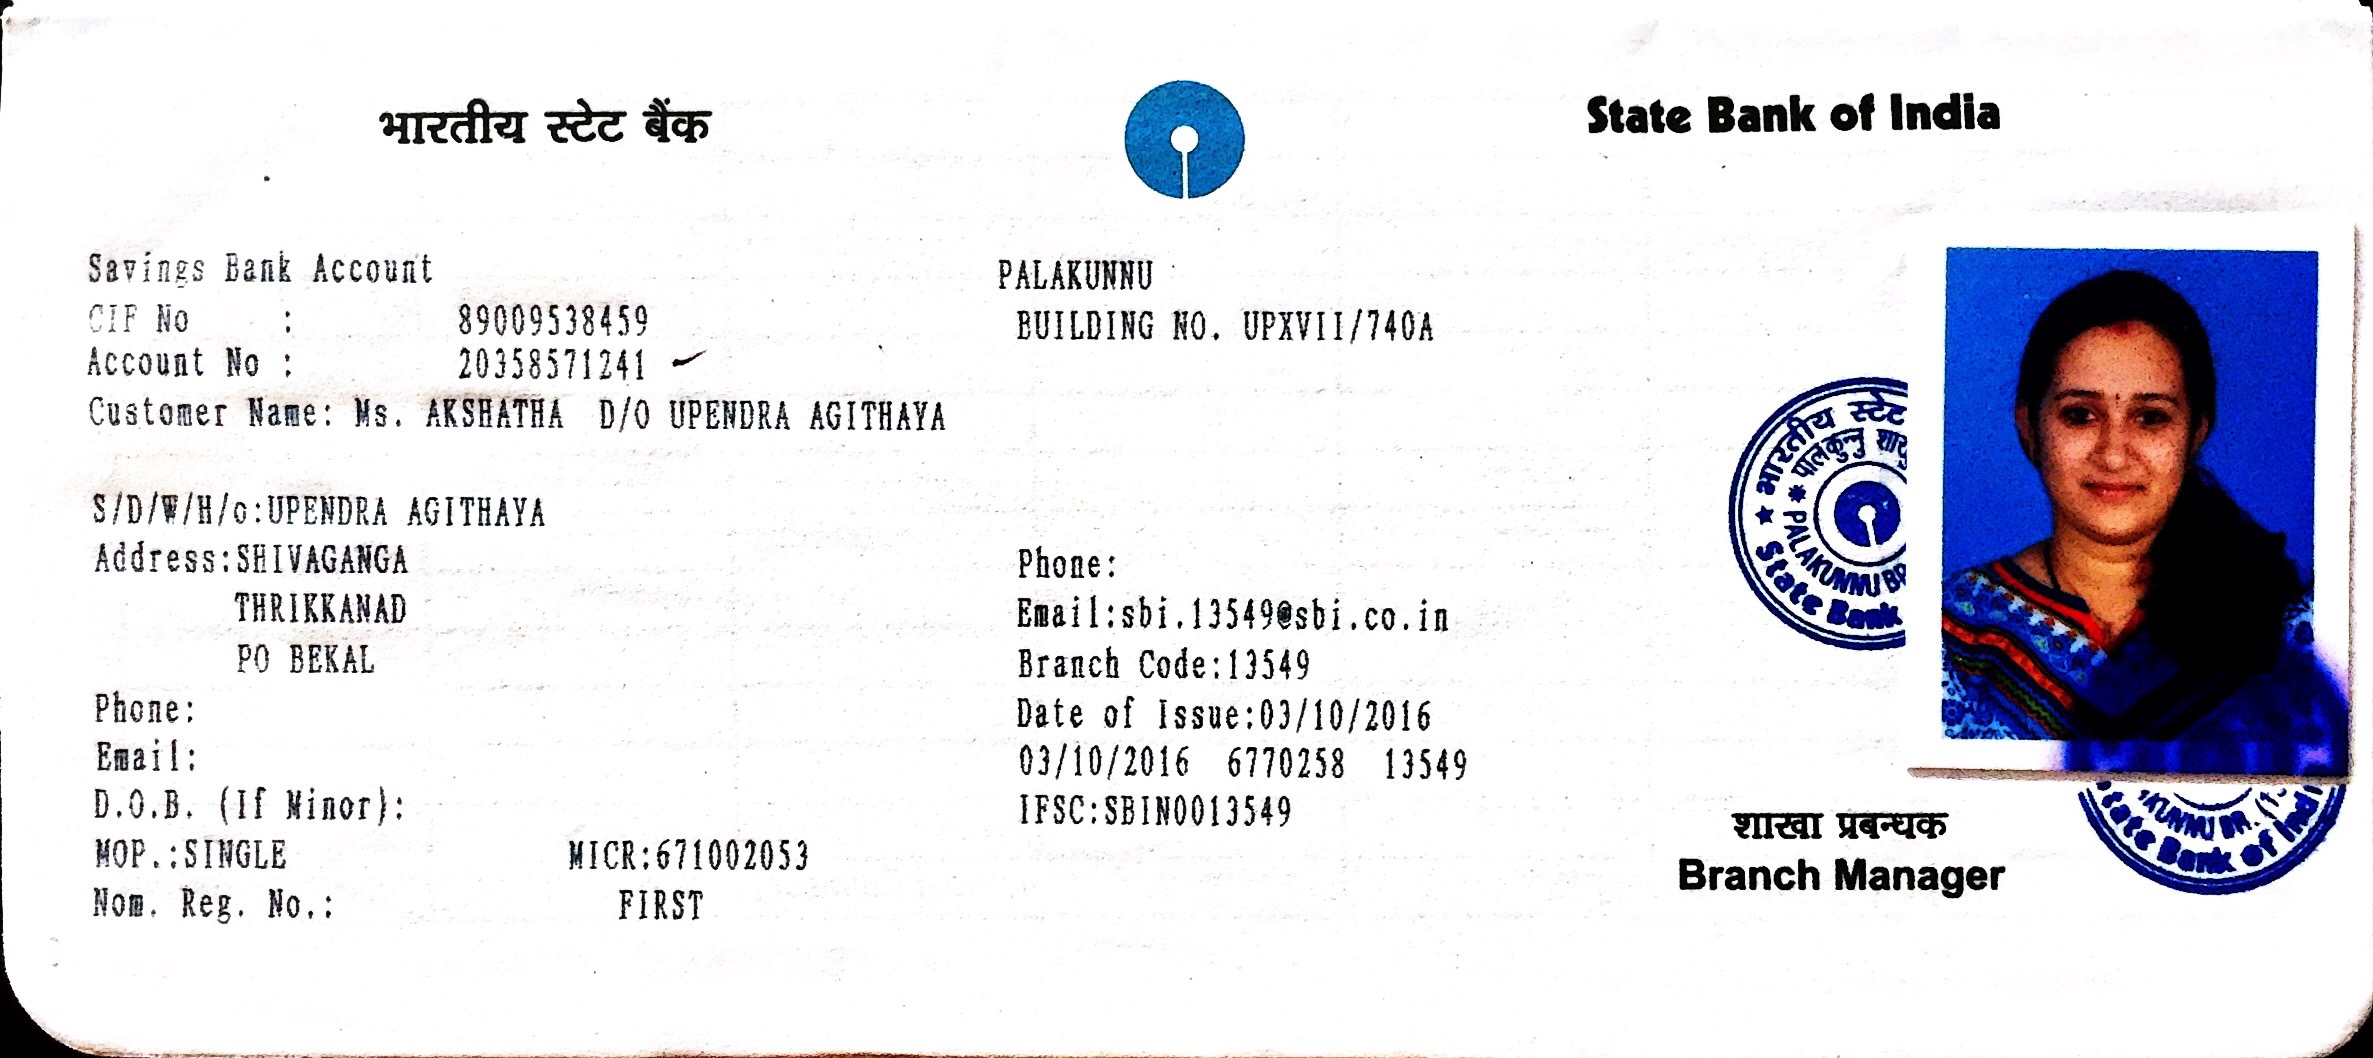 भारतीय स्टेट बैंक
State Bank of India
Savings Bank Account
CIF No : 89009538459
Account No : 20358571241
Customer Name: Ms. AKSHATHA D/O UPENDRA AGITHAYA
PALAKUNNU
BUILDING NO. UPXVII/740A
S/D/W/H/o:UPENDRA AGITHAYA
Address:SHIVAGANGA
THRIKKANAD
PO BEKAL
Phone:
Email:
D.O.B. (If Minor):
MOP.:SINGLE MICR:671002053
Nom. Reg. No.: FIRST
Phone:
Email:sbi.13549@sbi.co.in
Branch Code:13549
Date of Issue:03/10/2016
03/10/2016 6770258 13549
IFSC:SBIN0013549
भारतीय स्टेट
पालकुन्नु
PALAKUNNU BR
State Bank
शाखा प्रबन्धक
Branch Manager
KUNNU BR.
State Bank of